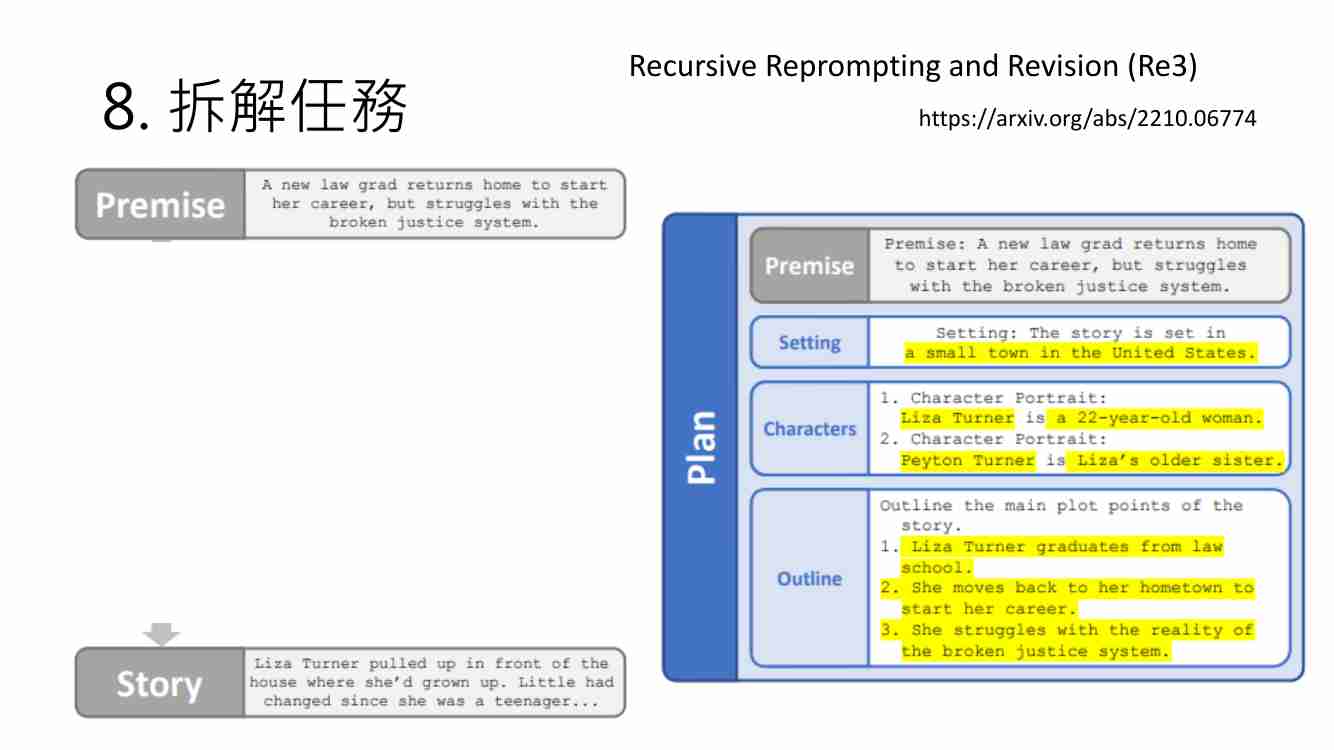 8. 拆解任務
Recursive Reprompting and Revision (Re3)
https://arxiv.org/abs/2210.06774
Premise
A new law grad returns home to start
her career, but struggles with the
broken justice system.
Story
Liza Turner pulled up in front of the
house where she’d grown up. Little had
changed since she was a teenager...
Plan
Premise
Premise: A new law grad returns home
to start her career, but struggles
with the broken justice system.
Setting
Setting: The story is set in
a small town in the United States.
Characters
1. Character Portrait:
Liza Turner is a 22-year-old woman.
2. Character Portrait:
Peyton Turner is Liza’s older sister.
Outline
Outline the main plot points of the
story.
1. Liza Turner graduates from law
school.
2. She moves back to her hometown to
start her career.
3. She struggles with the reality of
the broken justice system.